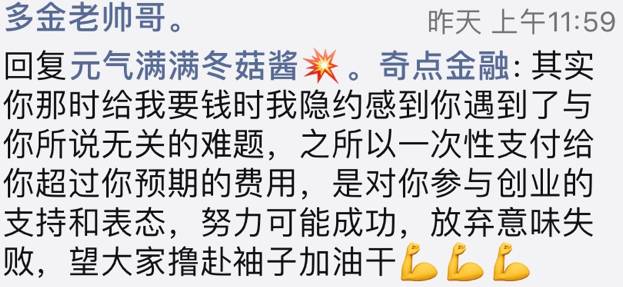 多金老帅哥。 昨天 上午11:59
回复元气满满冬菇酱💥。奇点金融: 其实
你那时给我要钱时我隐约感到你遇到了与
你所说无关的难题，之所以一次性支付给
你超过你预期的费用，是对你参与创业的
支持和表态，努力可能成功，放弃意味失
败，望大家撸赴袖子加油干💪💪💪